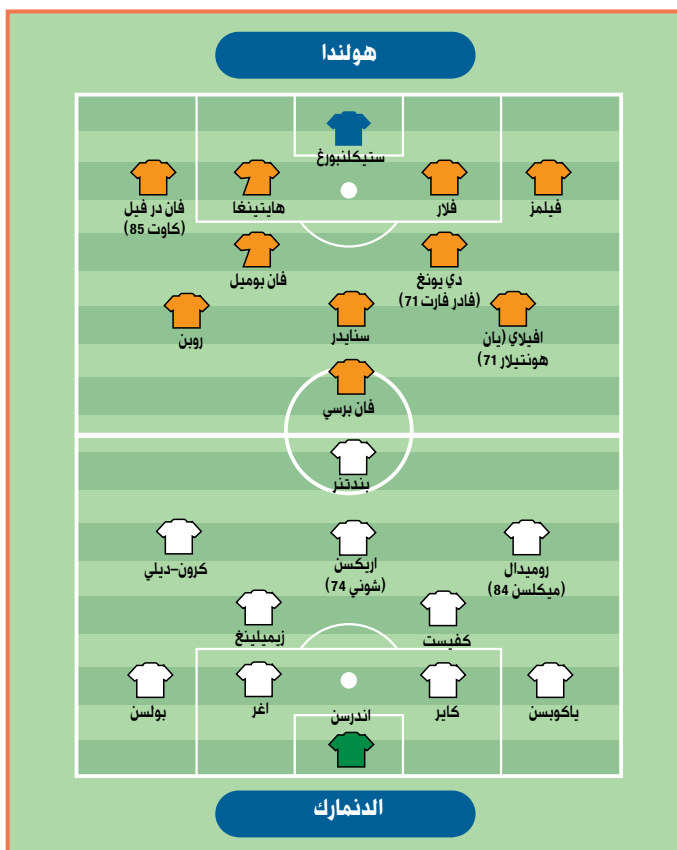 هولندا
ستيكلنبورغ
فيلمز
فلار
هايتينغا
فان در فيل
(كاوت 85)
دي يونغ
(فادر فارت 71)
فان بوميل
افيلاي (يان
هونتيلار 71)
سنايدر
روبن
فان برسي
بندتنر
روميدال
(ميكلسن 84)
اريكسن
(شوني 74)
كرون-ديلي
كفيست
زيميلينغ
ياكوبسن
كاير
اندرسن
اغر
بولسن
الدنمارك